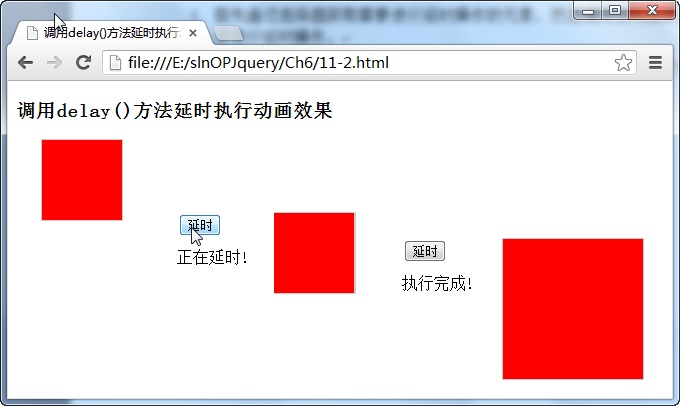 调用delay()方法延时执行
file:///E:/slnOPJquery/Ch6/11-2.html
调用delay()方法延时执行动画效果
延时
正在延时!
延时
执行完成!